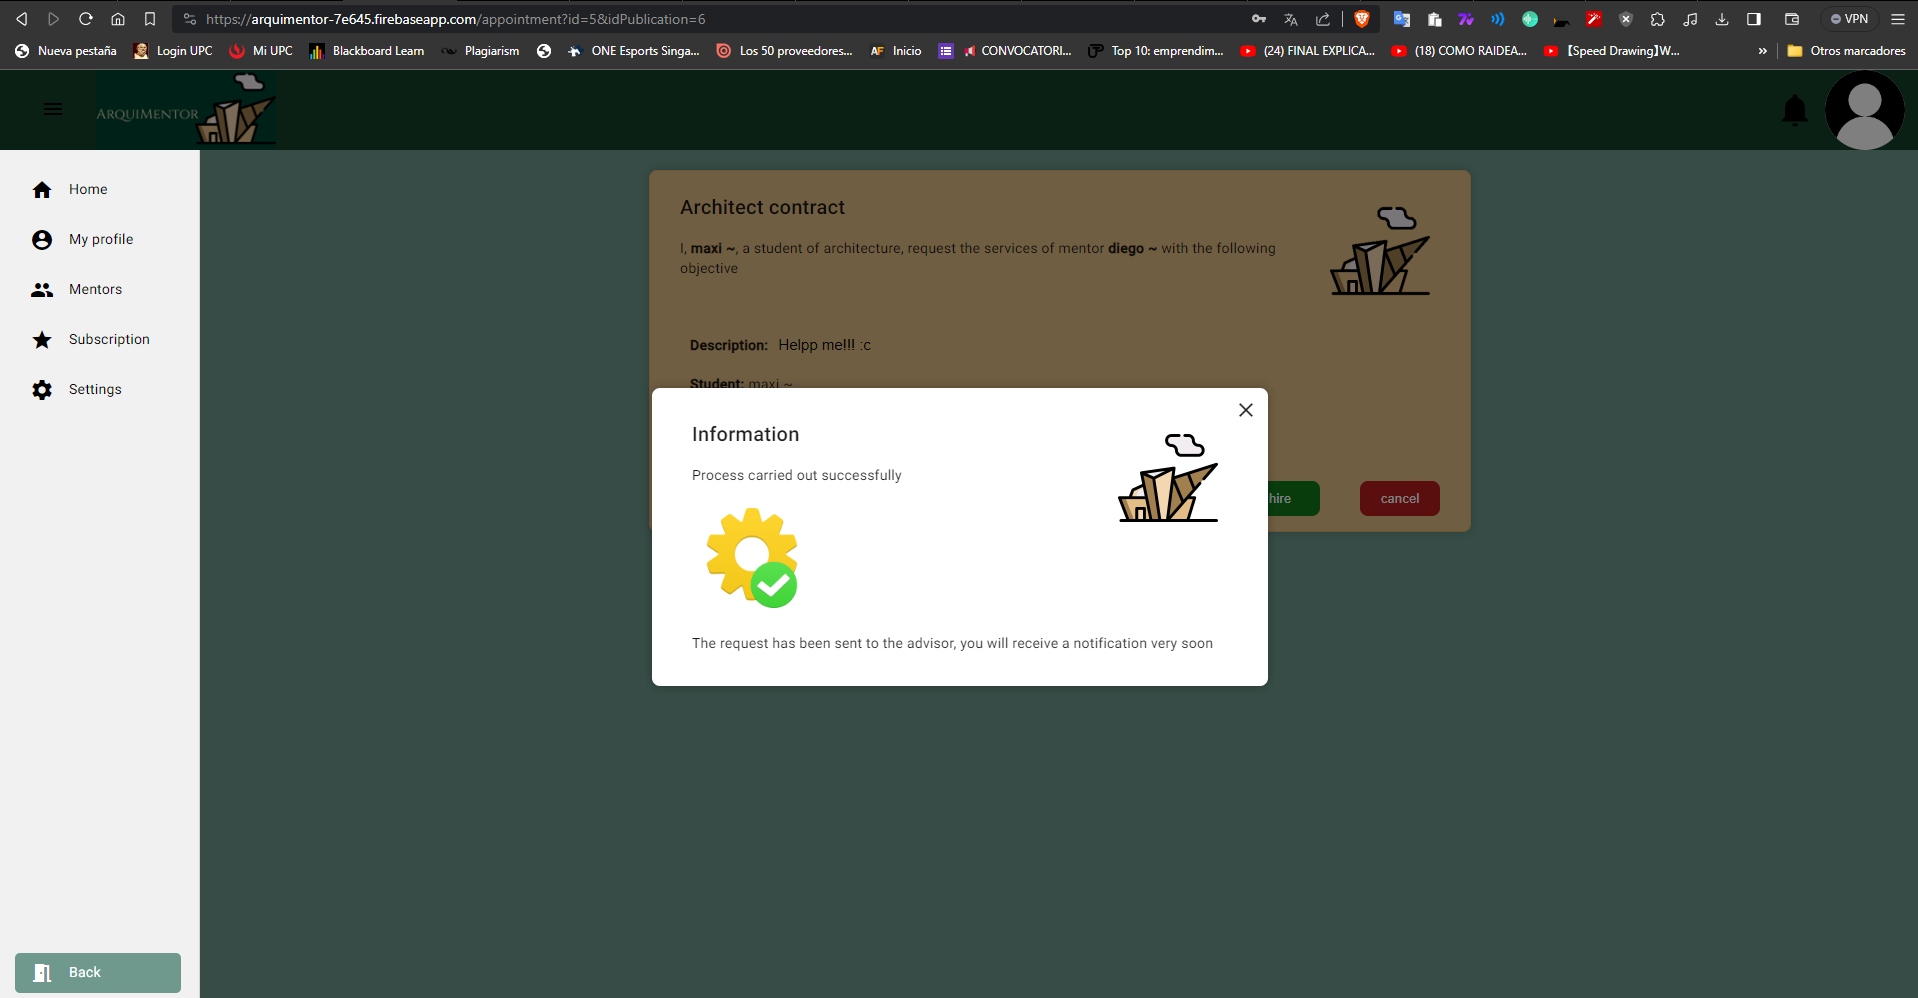 https://arquimentor-7e645.firebaseapp.com/appointment?id=5&idPublication=6
VPN
Nueva pestaña
Login UPC
Mi UPC
Blackboard Learn
Plagiarism
ONE Esports Singa...
Los 50 proveedores...
AF
Inicio
CONVOCATORI...
Top 10: emprendim...
(24) FINAL EXPLICA...
(18) COMO RAIDEA...
【Speed Drawing】W...
»
Otros marcadores
ARQUIMENTOR
Home
My profile
Mentors
Subscription
Settings
Back
Architect contract
I, maxi ~, a student of architecture, request the services of mentor diego ~ with the following
objective
Description: Helpp me!!! :c
Student: maxi ~
hire
cancel
Information
Process carried out successfully
The request has been sent to the advisor, you will receive a notification very soon